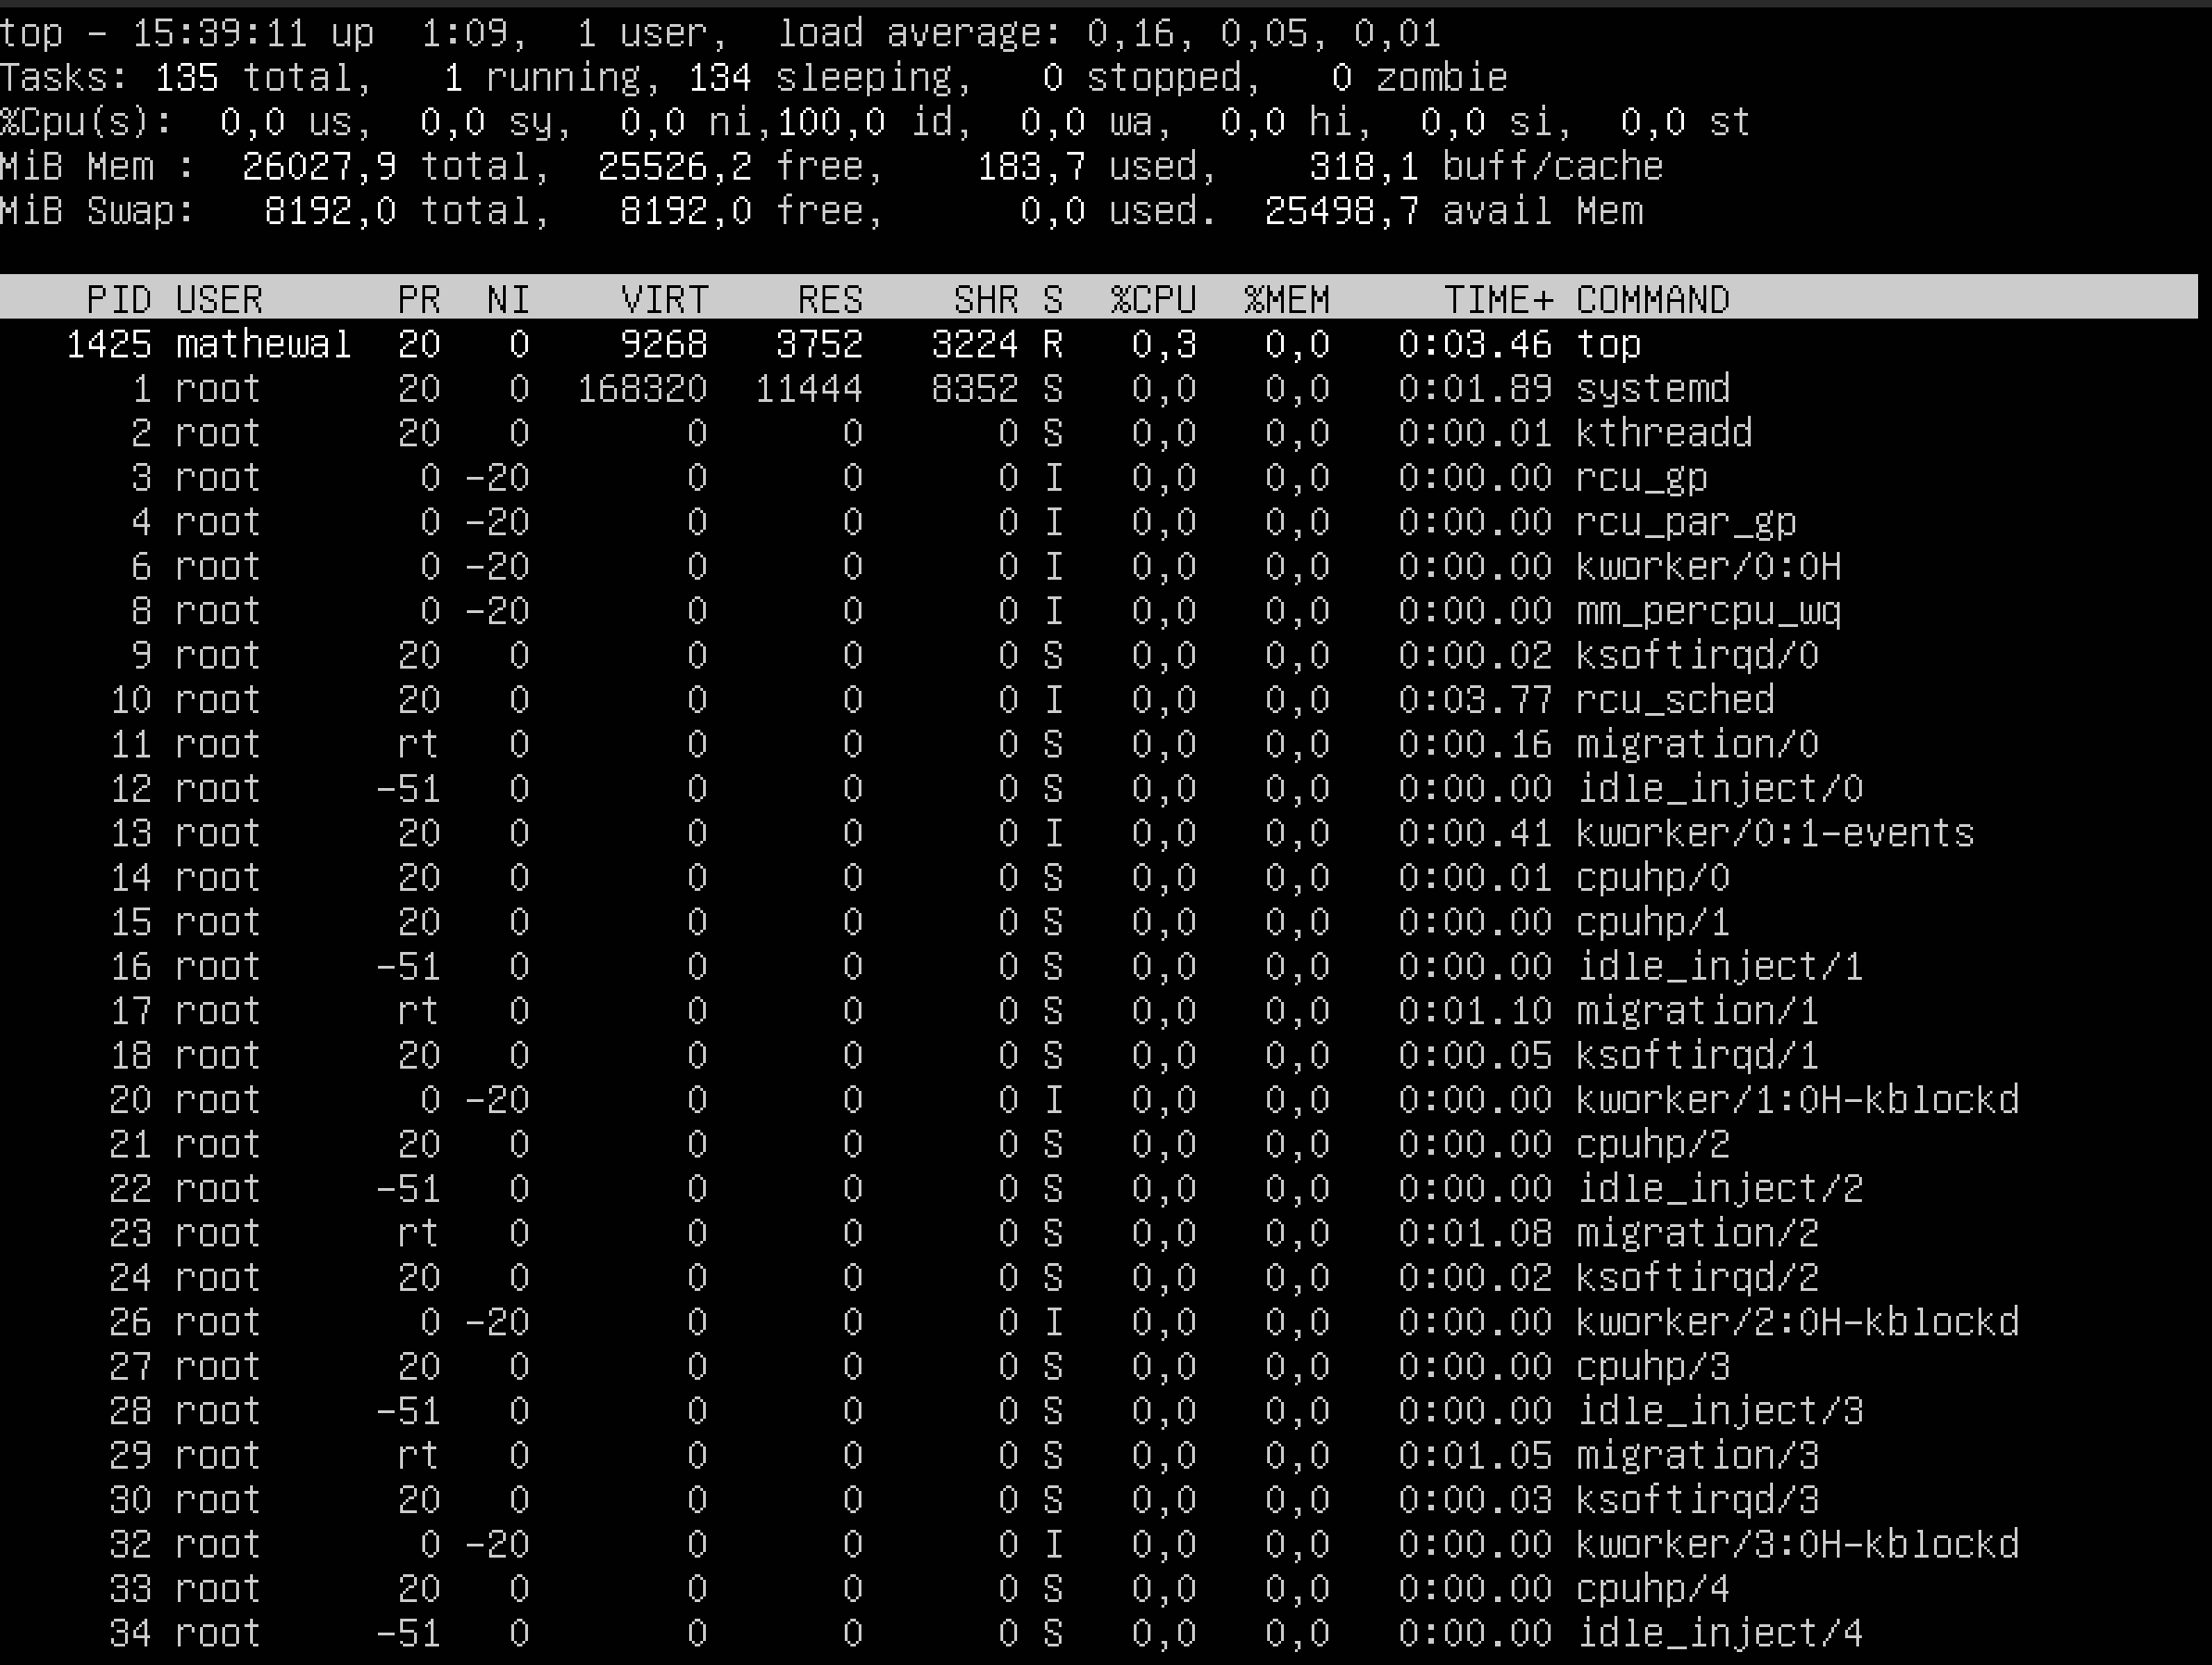 top - 15:39:11 up  1:09,  1 user,  load average: 0,16, 0,05, 0,01
Tasks: 135 total,   1 running, 134 sleeping,   0 stopped,   0 zombie
%Cpu(s):  0,0 us,  0,0 sy,  0,0 ni,100,0 id,  0,0 wa,  0,0 hi,  0,0 si,  0,0 st
MiB Mem :  26027,9 total,  25526,2 free,    183,7 used,    318,1 buff/cache
MiB Swap:   8192,0 total,   8192,0 free,      0,0 used.  25498,7 avail Mem
PID USER      PR  NI    VIRT    RES    SHR S  %CPU  %MEM     TIME+ COMMAND
1425 mathewal  20   0    9268   3752   3224 R   0,3   0,0   0:03.46 top
1 root      20   0  168320  11444   8352 S   0,0   0,0   0:01.89 systemd
2 root      20   0       0      0      0 S   0,0   0,0   0:00.01 kthreadd
3 root       0 -20       0      0      0 I   0,0   0,0   0:00.00 rcu_gp
4 root       0 -20       0      0      0 I   0,0   0,0   0:00.00 rcu_par_gp
6 root       0 -20       0      0      0 I   0,0   0,0   0:00.00 kworker/0:0H
8 root       0 -20       0      0      0 I   0,0   0,0   0:00.00 mm_percpu_wq
9 root      20   0       0      0      0 S   0,0   0,0   0:00.02 ksoftirqd/0
10 root      20   0       0      0      0 I   0,0   0,0   0:03.77 rcu_sched
11 root      rt   0       0      0      0 S   0,0   0,0   0:00.16 migration/0
12 root     -51   0       0      0      0 S   0,0   0,0   0:00.00 idle_inject/0
13 root      20   0       0      0      0 I   0,0   0,0   0:00.41 kworker/0:1-events
14 root      20   0       0      0      0 S   0,0   0,0   0:00.01 cpuhp/0
15 root      20   0       0      0      0 S   0,0   0,0   0:00.00 cpuhp/1
16 root     -51   0       0      0      0 S   0,0   0,0   0:00.00 idle_inject/1
17 root      rt   0       0      0      0 S   0,0   0,0   0:01.10 migration/1
18 root      20   0       0      0      0 S   0,0   0,0   0:00.05 ksoftirqd/1
20 root       0 -20       0      0      0 I   0,0   0,0   0:00.00 kworker/1:0H-kblockd
21 root      20   0       0      0      0 S   0,0   0,0   0:00.00 cpuhp/2
22 root     -51   0       0      0      0 S   0,0   0,0   0:00.00 idle_inject/2
23 root      rt   0       0      0      0 S   0,0   0,0   0:01.08 migration/2
24 root      20   0       0      0      0 S   0,0   0,0   0:00.02 ksoftirqd/2
26 root       0 -20       0      0      0 I   0,0   0,0   0:00.00 kworker/2:0H-kblockd
27 root      20   0       0      0      0 S   0,0   0,0   0:00.00 cpuhp/3
28 root     -51   0       0      0      0 S   0,0   0,0   0:00.00 idle_inject/3
29 root      rt   0       0      0      0 S   0,0   0,0   0:01.05 migration/3
30 root      20   0       0      0      0 S   0,0   0,0   0:00.03 ksoftirqd/3
32 root       0 -20       0      0      0 I   0,0   0,0   0:00.00 kworker/3:0H-kblockd
33 root      20   0       0      0      0 S   0,0   0,0   0:00.00 cpuhp/4
34 root     -51   0       0      0      0 S   0,0   0,0   0:00.00 idle_inject/4